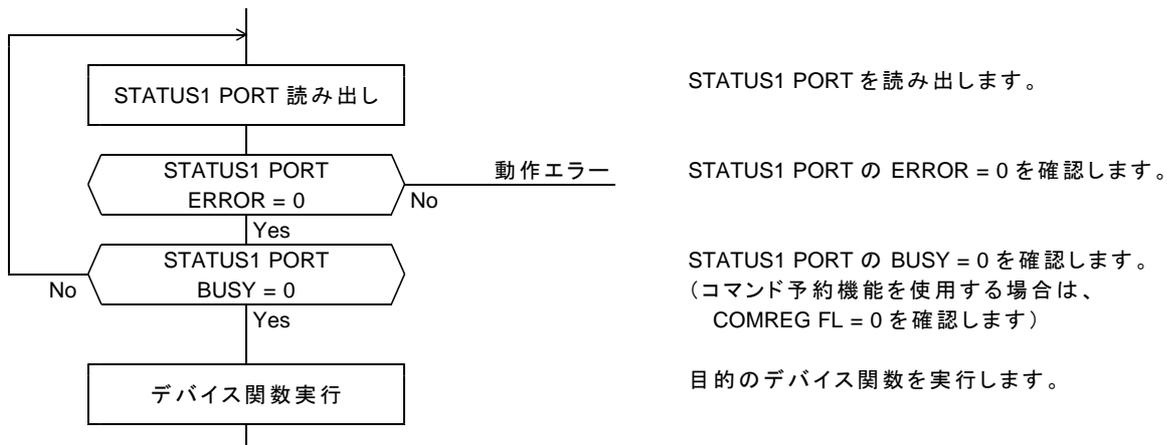 STATUS1 PORT 読み出し
STATUS1 PORT を読み出します。
STATUS1 PORT
ERROR = 0
動作エラー
No
STATUS1 PORT の ERROR = 0 を確認します。
Yes
STATUS1 PORT
BUSY = 0
No
STATUS1 PORT の BUSY = 0 を確認します。
(コマンド予約機能を使用する場合は、
COMREG FL = 0 を確認します)
Yes
デバイス関数実行
目的のデバイス関数を実行します。